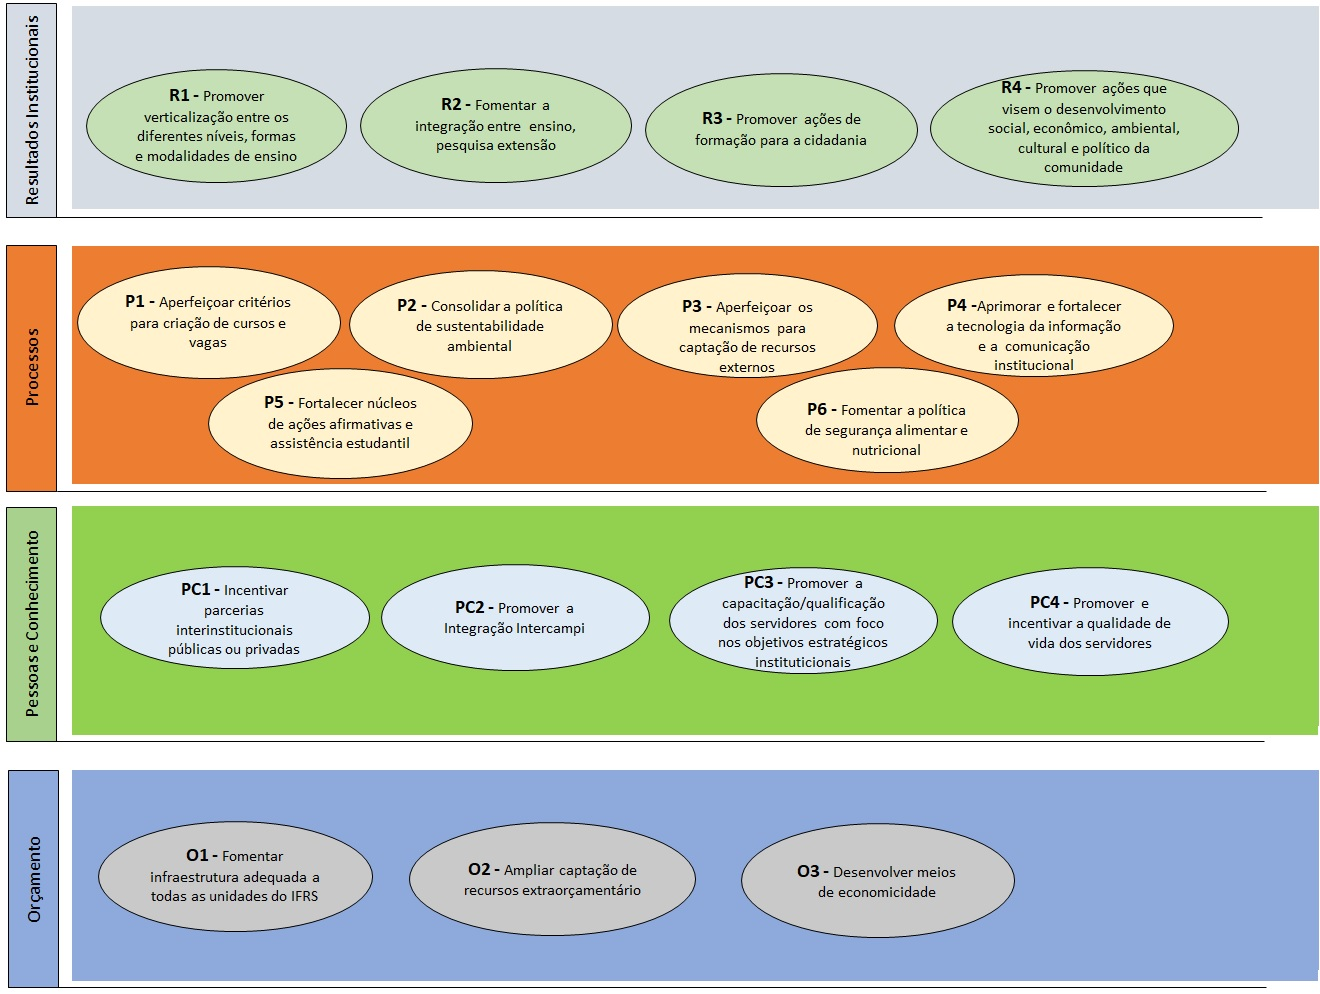 Resultados Institucionais
R1 - Promover
verticalização entre os
diferentes níveis, formas
e modalidades de ensino
R2 - Fomentar a
integração entre ensino,
pesquisa extensão
R3 - Promover ações de
formação para a cidadania
R4 - Promover ações que
visem o desenvolvimento
social, econômico, ambiental,
cultural e político da
comunidade
Processos
P1 - Aperfeiçoar critérios
para criação de cursos e
vagas
P2 - Consolidar a política
de sustentabilidade
ambiental
P3 - Aperfeiçoar os
mecanismos para
captação de recursos
externos
P4 -Aprimorar e fortalecer
a tecnologia da informação
e a comunicação
institucional
P5 - Fortalecer núcleos
de ações afirmativas e
assistência estudantil
P6 - Fomentar a política
de segurança alimentar e
nutricional
Pessoas e Conhecimento
PC1 - Incentivar
parcerias
interinstitucionais
públicas ou privadas
PC2 - Promover a
Integração Intercampi
PC3 - Promover a
capacitação/qualificação
dos servidores com foco
nos objetivos estratégicos
instituticionais
PC4 - Promover e
incentivar a qualidade de
vida dos servidores
Orçamento
O1 - Fomentar
infraestrutura adequada a
todas as unidades do IFRS
O2 - Ampliar captação de
recursos extraorçamentário
O3 - Desenvolver meios
de economicidade